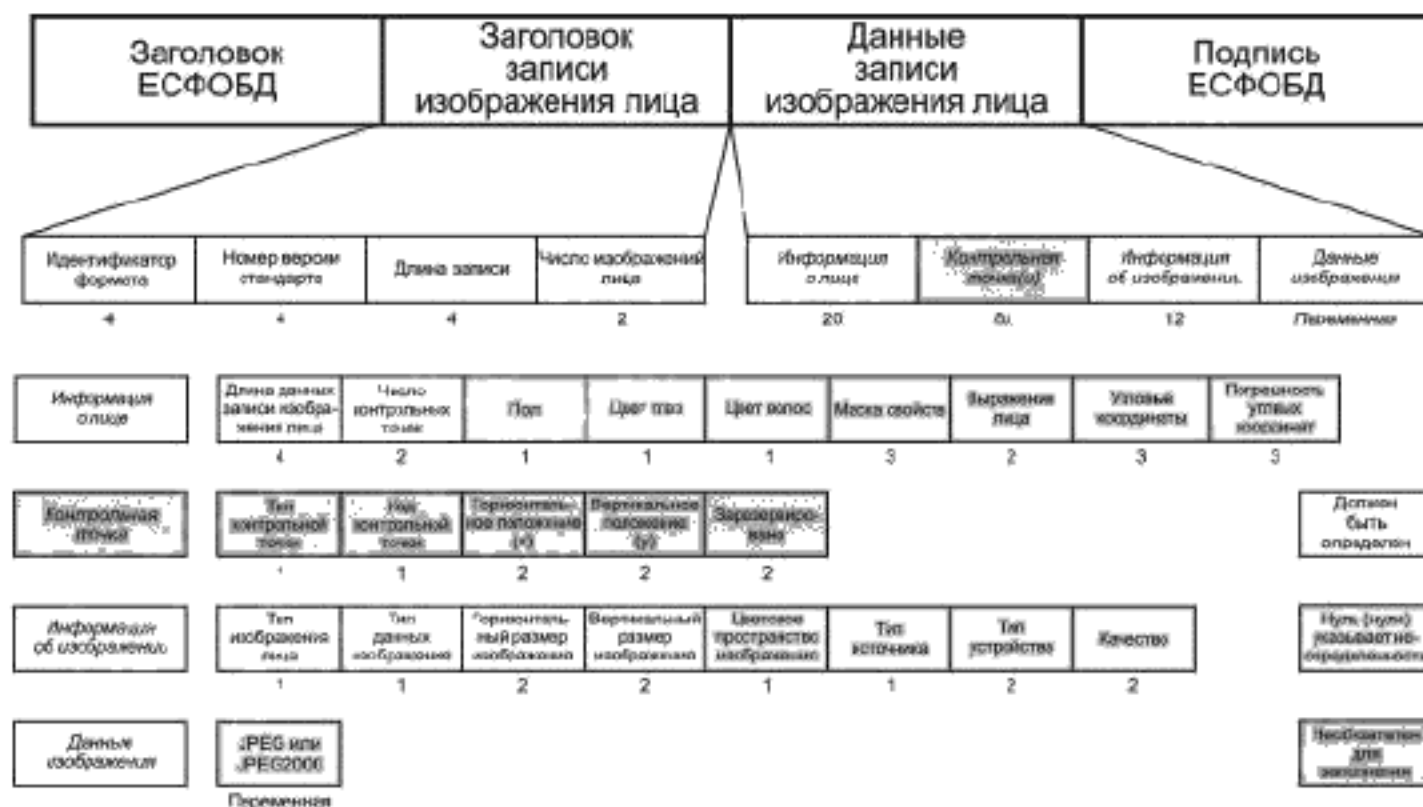 Заголовок
ЕСФОБД
Заголовок
записи
изображения лица
Данные
записи
изображения лица
Подпись
ЕСФОБД
Идентификатор
формата
Номер версии
стандарта
Длина записи
Число изображений
лица
Информация
о лице
Контрольная
точка(и)
Информация
об изображении
Данные
изображения
4
4
4
2
20
12
Переменная
Информация
о лице
Длина данных
записи изобра-
жения лица
Число
контрольных
точек
Пол
Цвет глаз
Цвет волос
Маска свойств
Выражение
лица
Угловые
координаты
Погрешность
угловых
координат
4
2
1
1
1
3
2
3
3
Контрольная
точка
Тип
контрольной
точки
Код
контрольной
точки
Горизонталь-
ное положение
(x)
Вертикальное
положение
(y)
Зарезервиро-
вано
Должен
быть
определен
1
1
2
2
2
Информация
об изображении
Тип
изображения
лица
Тип
данных
изображения
Горизонталь-
ный размер
изображения
Вертикальный
размер
изображения
Цветовое
пространство
изображения
Тип
источника
Тип
устройства
Качество
Нуль (нули)
указывает не-
определенность
1
1
2
2
1
1
2
2
Данные
изображения
JPEG или
JPEG2000
Необязателен
для
заполнения
Переменная